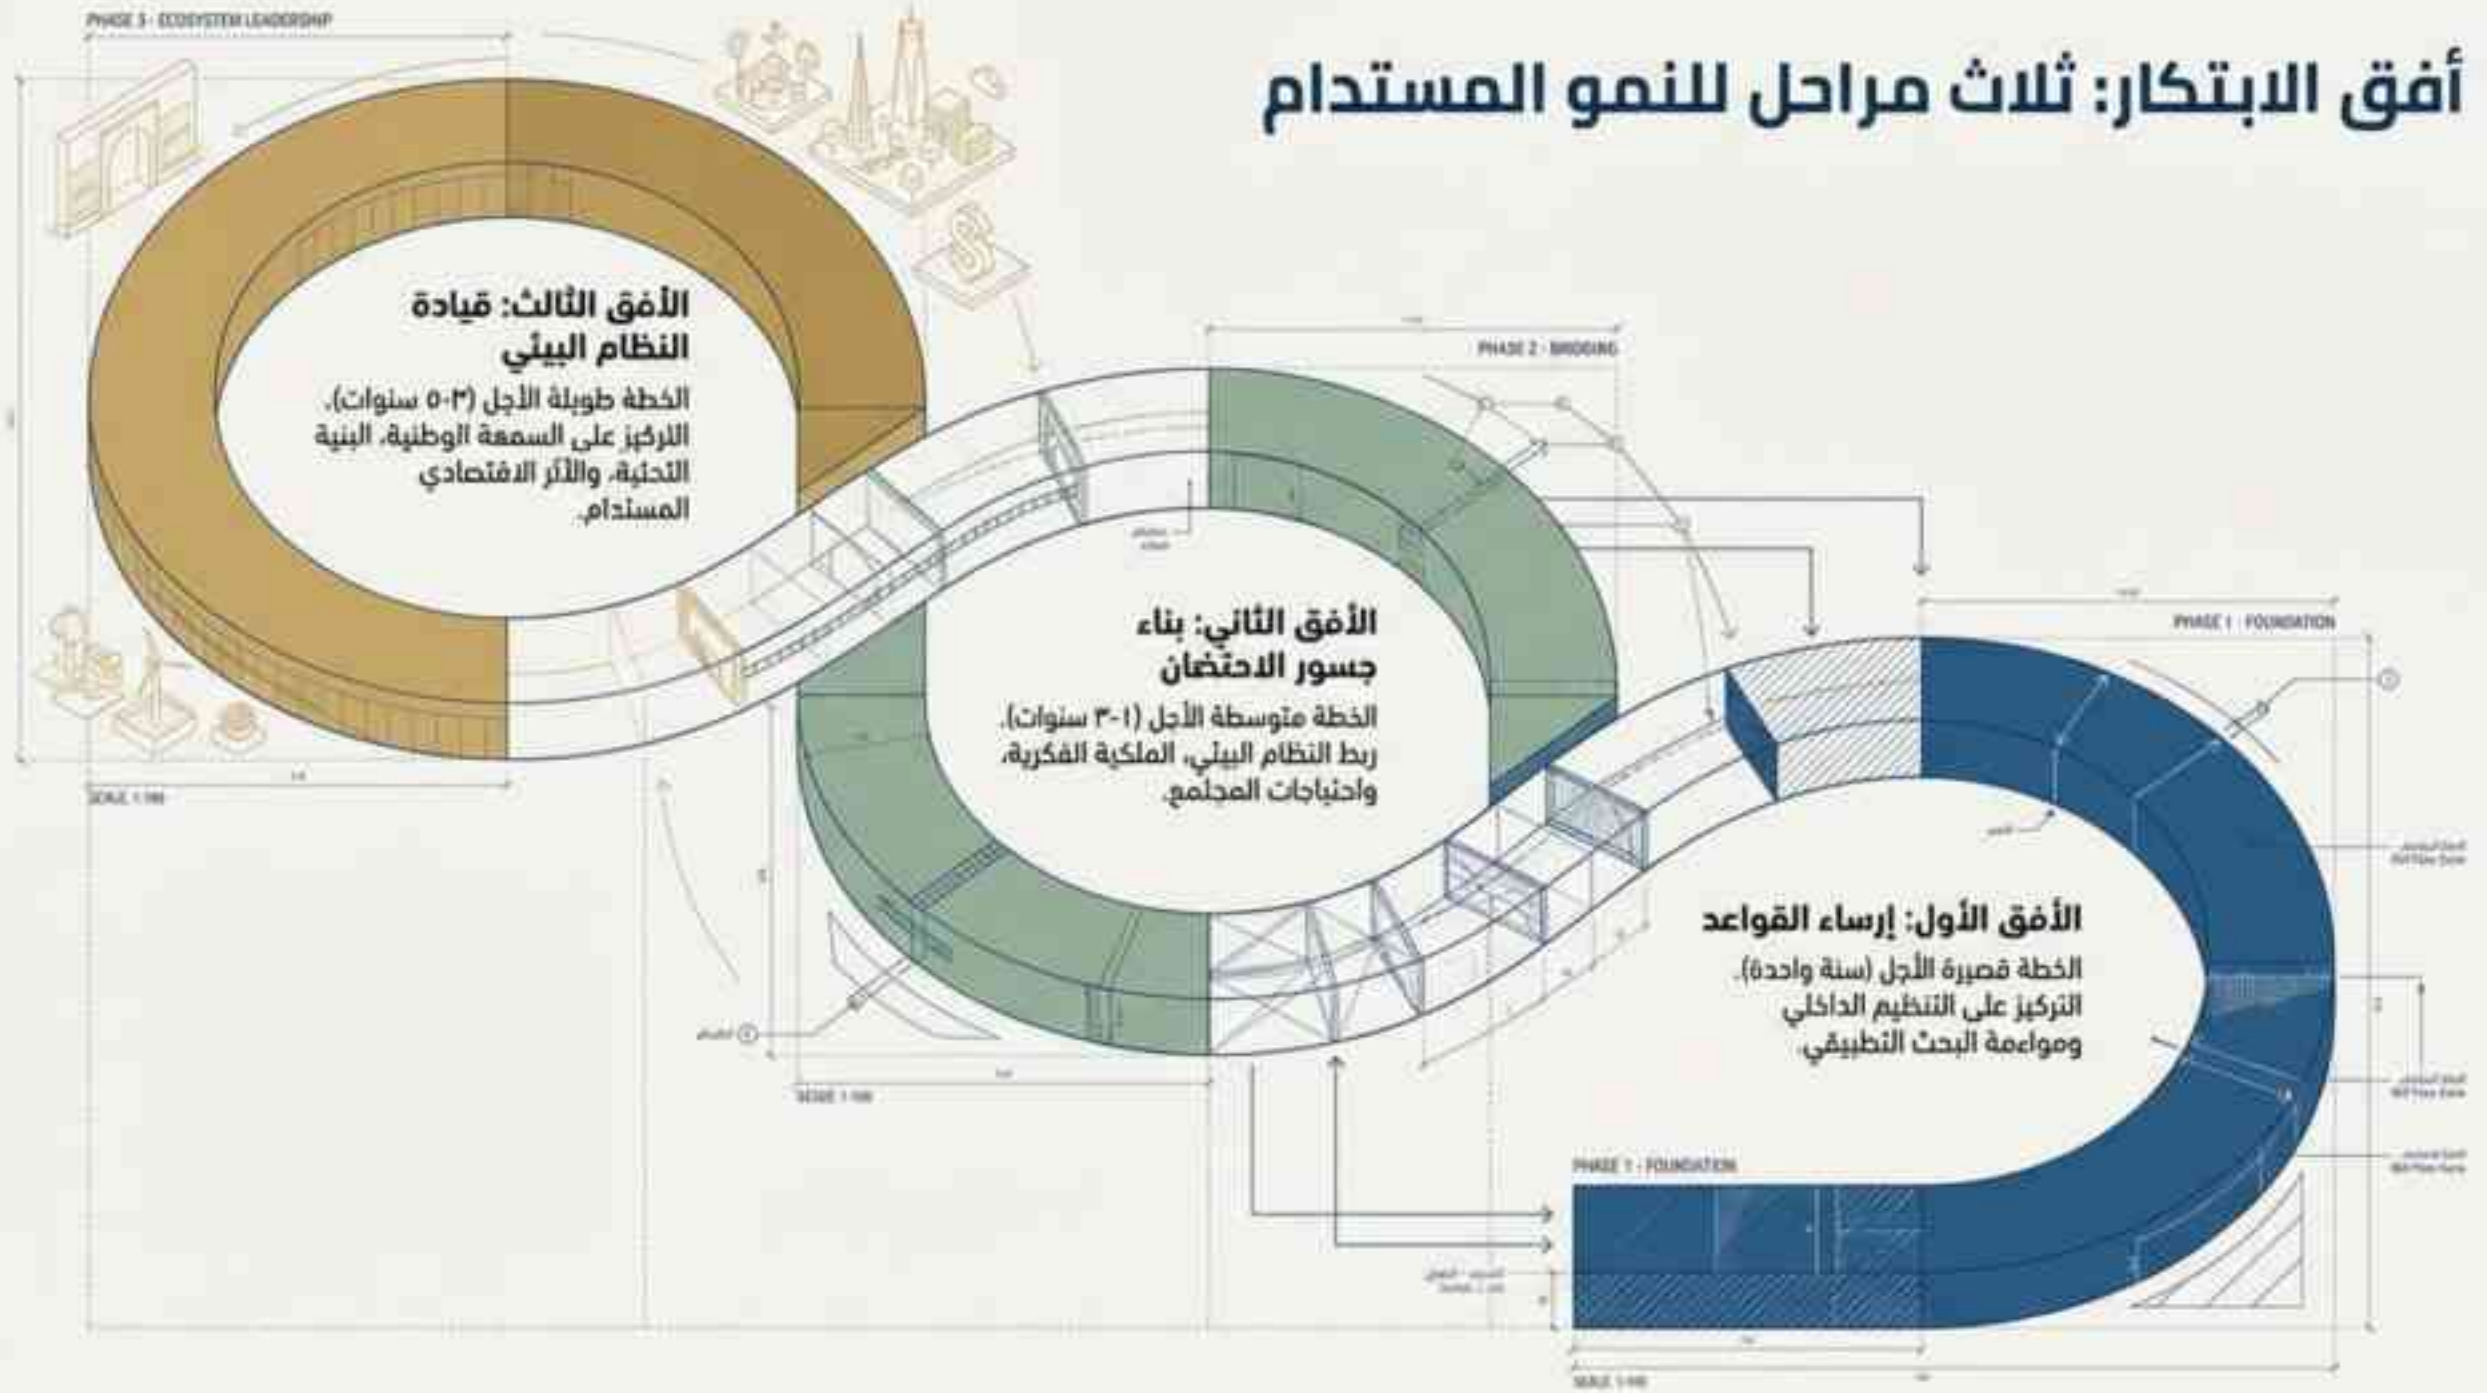 أفق الابتكار: ثلاث مراحل للنمو المستدام
PHASE 3 - ECOSYSTEM LEADERSHIP
الأفق الثالث: قيادة
النظام البيئي
الخطة طويلة الأجل (٣-٥ سنوات).
التركيز على السمعة الوطنية، البنية
التحتية، والأثر الاقتصادي
المستدام.
SCALE 1:100
PHASE 2 - BRIDGING
الأفق الثاني: بناء
جسور الاحتضان
الخطة متوسطة الأجل (١-٣ سنوات).
ربط النظام البيئي، الملكية الفكرية،
واحتياجات المجتمع.
PHASE 1 - FOUNDATION
الأفق الأول: إرساء القواعد
الخطة قصيرة الأجل (سنة واحدة).
التركيز على التنظيم الداخلي
ومواءمة البحث التطبيقي.
PHASE 1 - FOUNDATION